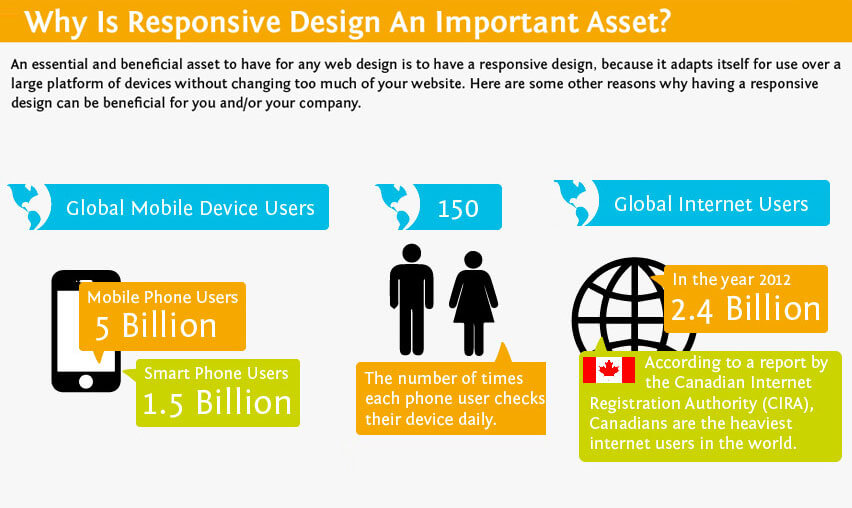 Why Is Responsive Design An Important Asset?
An essential and beneficial asset to have for any web design is to have a responsive design, because it adapts itself for use over a
large platform of devices without changing too much of your website. Here are some other reasons why having a responsive
design can be beneficial for you and/or your company.
Global Mobile Device Users
Mobile Phone Users
5 Billion
Smart Phone Users
1.5 Billion
150
The number of times
each phone user checks
their device daily.
Global Internet Users
In the year 2012
2.4 Billion
According to a report by
the Canadian Internet
Registration Authority (CIRA),
Canadians are the heaviest
internet users in the world.